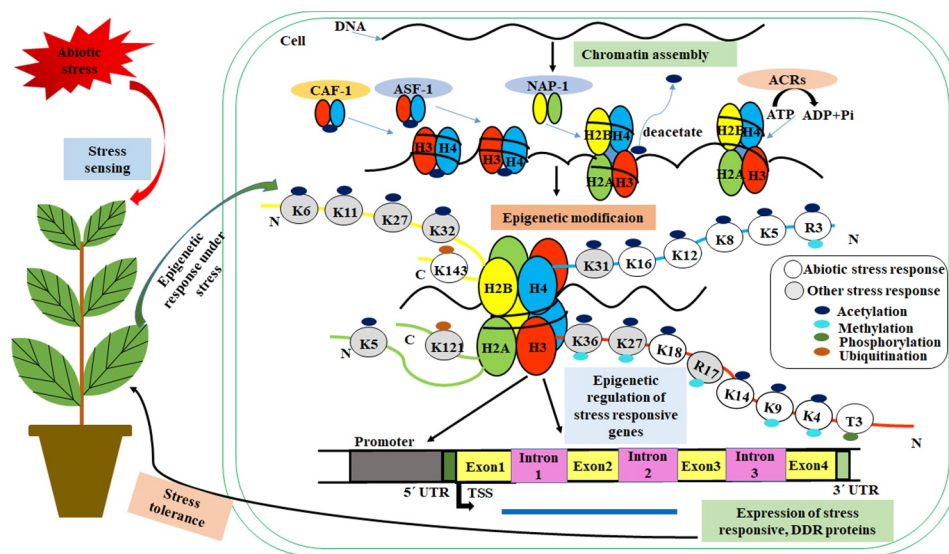 Abiotic
stress
Stress
sensing
Epigenetic
response under
stress
Stress
tolerance
Cell
DNA
Chromatin assembly
CAF-1
ASF-1
NAP-1
ACRs
ATP
ADP+Pi
deacetate
H3
H4
H3
H4
H2B
H4
H2A
H3
H2B
H4
H2A
H3
Epigenetic modificaion
N
K6
K11
K27
K32
C
K143
H2B
H4
H2A
H3
K31
K16
K12
K8
K5
R3
N
N
K5
C
K121
K36
K27
K18
R17
K14
K9
K4
T3
N
Abiotic stress response
Other stress response
Acetylation
Methylation
Phosphorylation
Ubiquitination
Epigenetic
regulation of
stress responsive
genes
Promoter
5´ UTR
TSS
Exon1
Intron
1
Exon2
Intron
2
Exon3
Intron
3
Exon4
3´ UTR
Expression of stress
responsive, DDR proteins